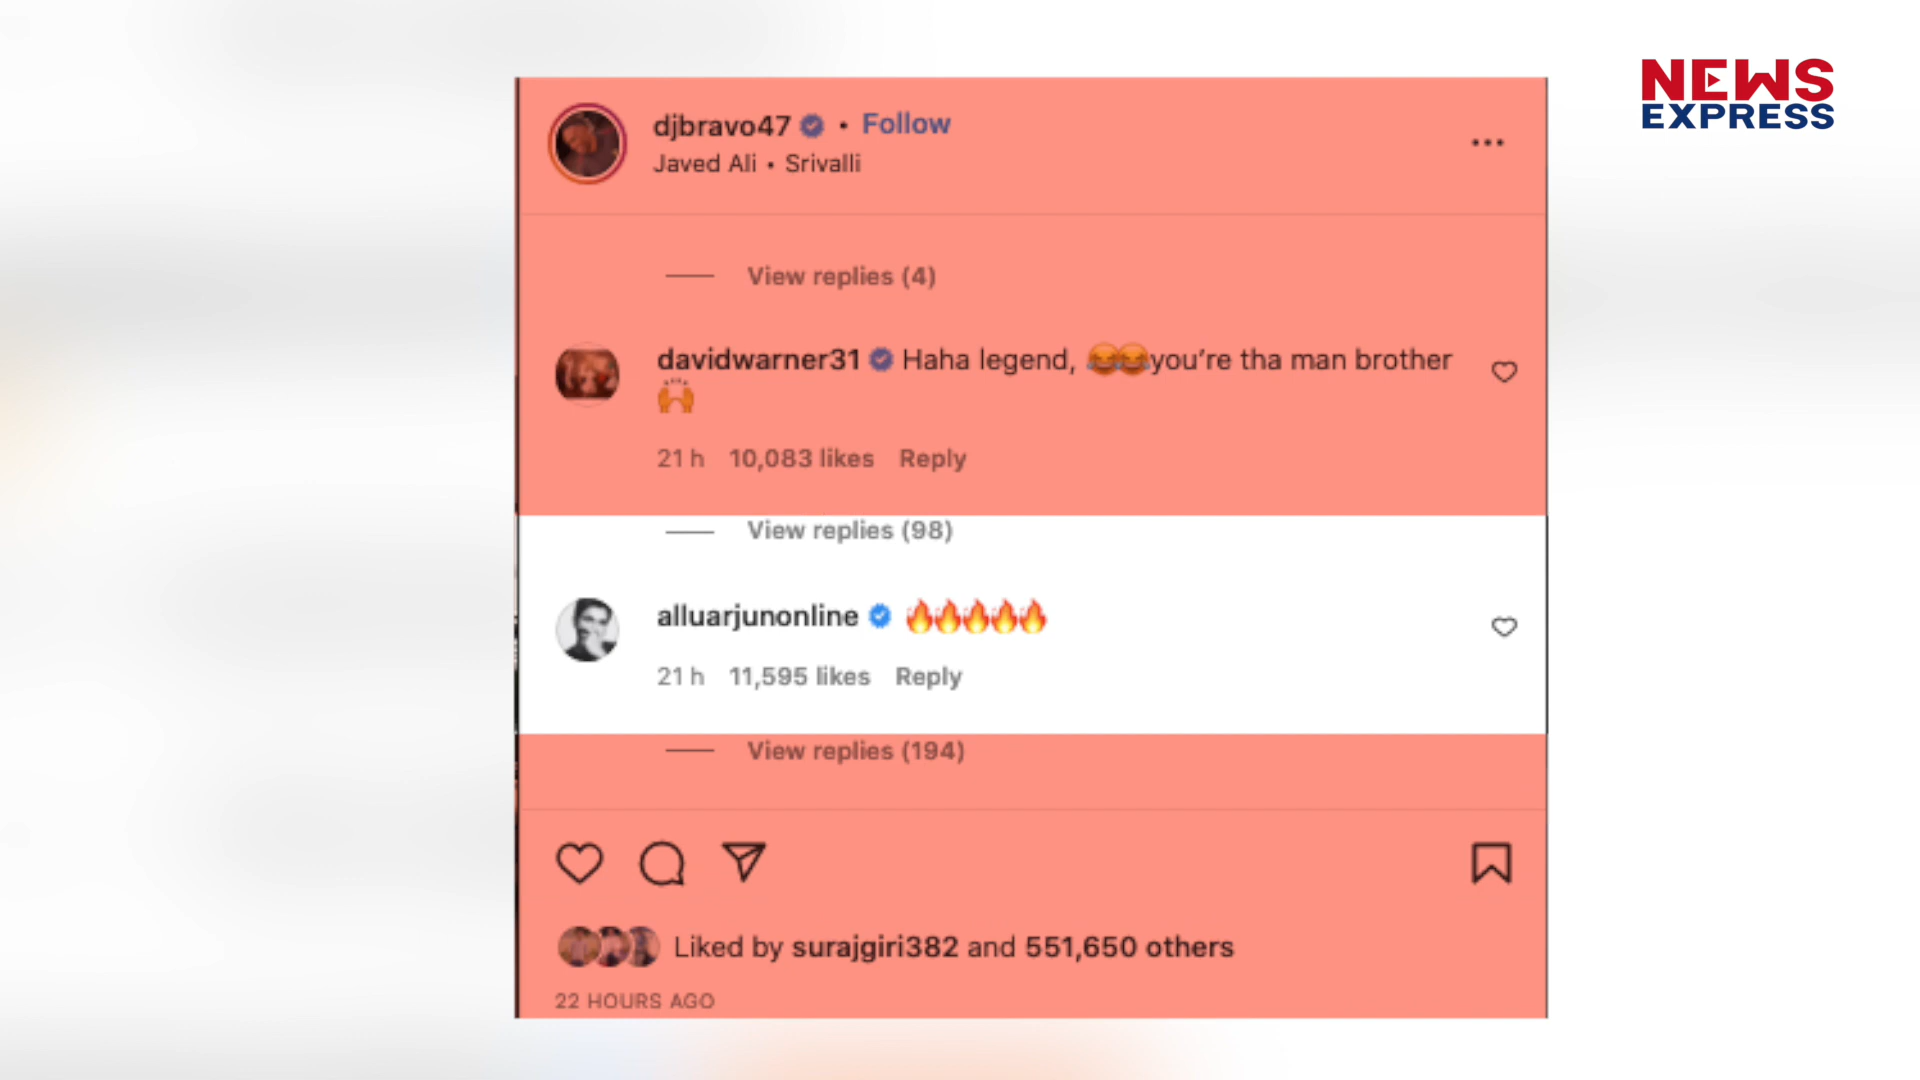 NEWS
EXPRESS
djbravo47 • Follow
Javed Ali • Srivalli
View replies (4)
davidwarner31 Haha legend, 😂😂you’re tha man brother
🙌
21 h 10,083 likes Reply
View replies (98)
alluarjunonline 🔥🔥🔥🔥🔥
21 h 11,595 likes Reply
View replies (194)
Liked by surajgiri382 and 551,650 others
22 HOURS AGO